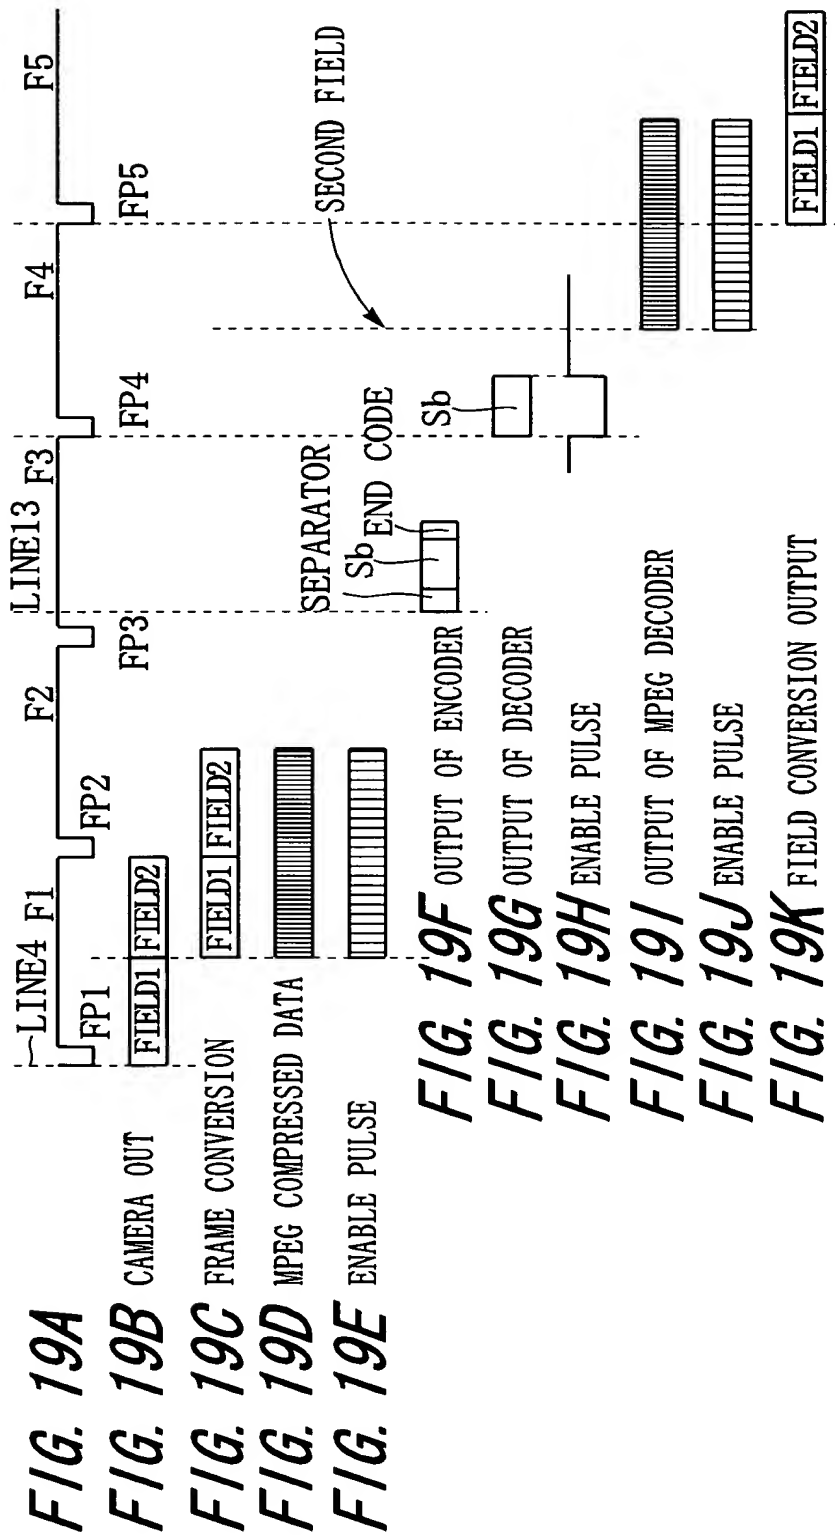 FIG. 19A
LINE4
FP1
F1
FP2
F2
LINE13
FP3
F3
FP4
F4
FP5
F5
FIG. 19B CAMERA OUT
FIELD1 FIELD2
FIG. 19C FRAME CONVERSION
FIELD1 FIELD2
FIG. 19D MPEG COMPRESSED DATA
FIG. 19E ENABLE PULSE
SEPARATOR
Sb
END CODE
SECOND FIELD
FIG. 19F OUTPUT OF ENCODER
FIG. 19G OUTPUT OF DECODER
Sb
FIG. 19H ENABLE PULSE
FIG. 19I OUTPUT OF MPEG DECODER
FIG. 19J ENABLE PULSE
FIG. 19K FIELD CONVERSION OUTPUT
FIELD1 FIELD2